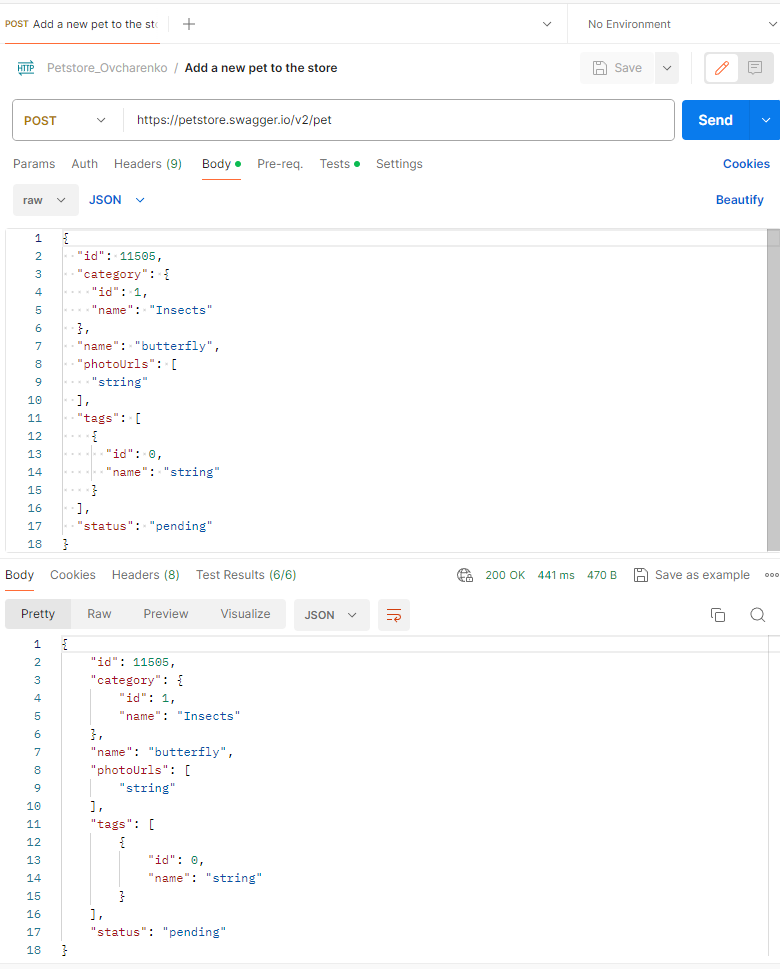 POST Add a new pet to the sto
No Environment
HTTP Petstore_Ovcharenko / Add a new pet to the store
Save
POST https://petstore.swagger.io/v2/pet Send
Params Auth Headers (9) Body Pre-req. Tests Settings Cookies
raw JSON Beautify
1 {
2 "id": 11505,
3 "category": {
4 "id": 1,
5 "name": "Insects"
6 },
7 "name": "butterfly",
8 "photoUrls": [
9 "string"
10 ],
11 "tags": [
12 {
13 "id": 0,
14 "name": "string"
15 }
16 ],
17 "status": "pending"
18 }
Body Cookies Headers (8) Test Results (6/6) 200 OK 441 ms 470 B Save as example
Pretty Raw Preview Visualize JSON
1 {
2 "id": 11505,
3 "category": {
4 "id": 1,
5 "name": "Insects"
6 },
7 "name": "butterfly",
8 "photoUrls": [
9 "string"
10 ],
11 "tags": [
12 {
13 "id": 0,
14 "name": "string"
15 }
16 ],
17 "status": "pending"
18 }